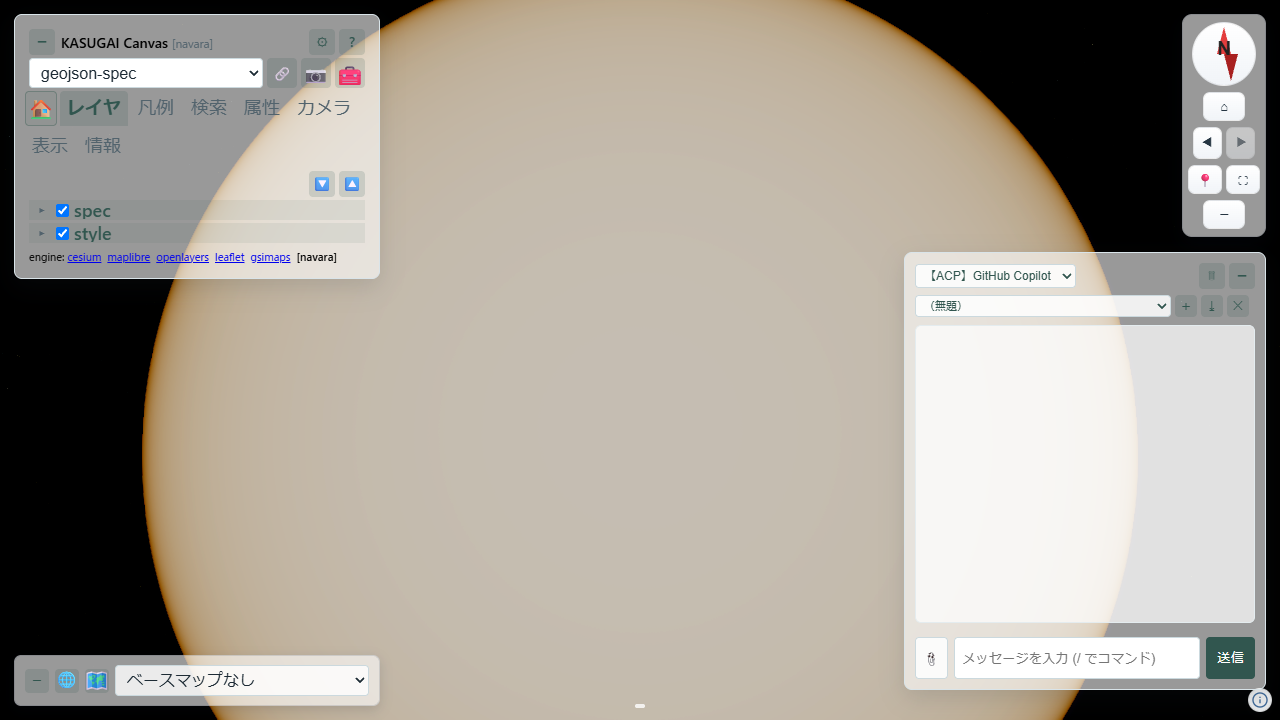 − KASUGAI Canvas [navara] ?
geojson-spec
レイヤ 凡例 検索 属性 カメラ
表示 情報
spec
style
engine: cesium maplibre openlayers leaflet gsimaps [navara]
N
【ACP】GitHub Copilot
（無題）
メッセージを入力 (/ でコマンド)
送信
ベースマップなし